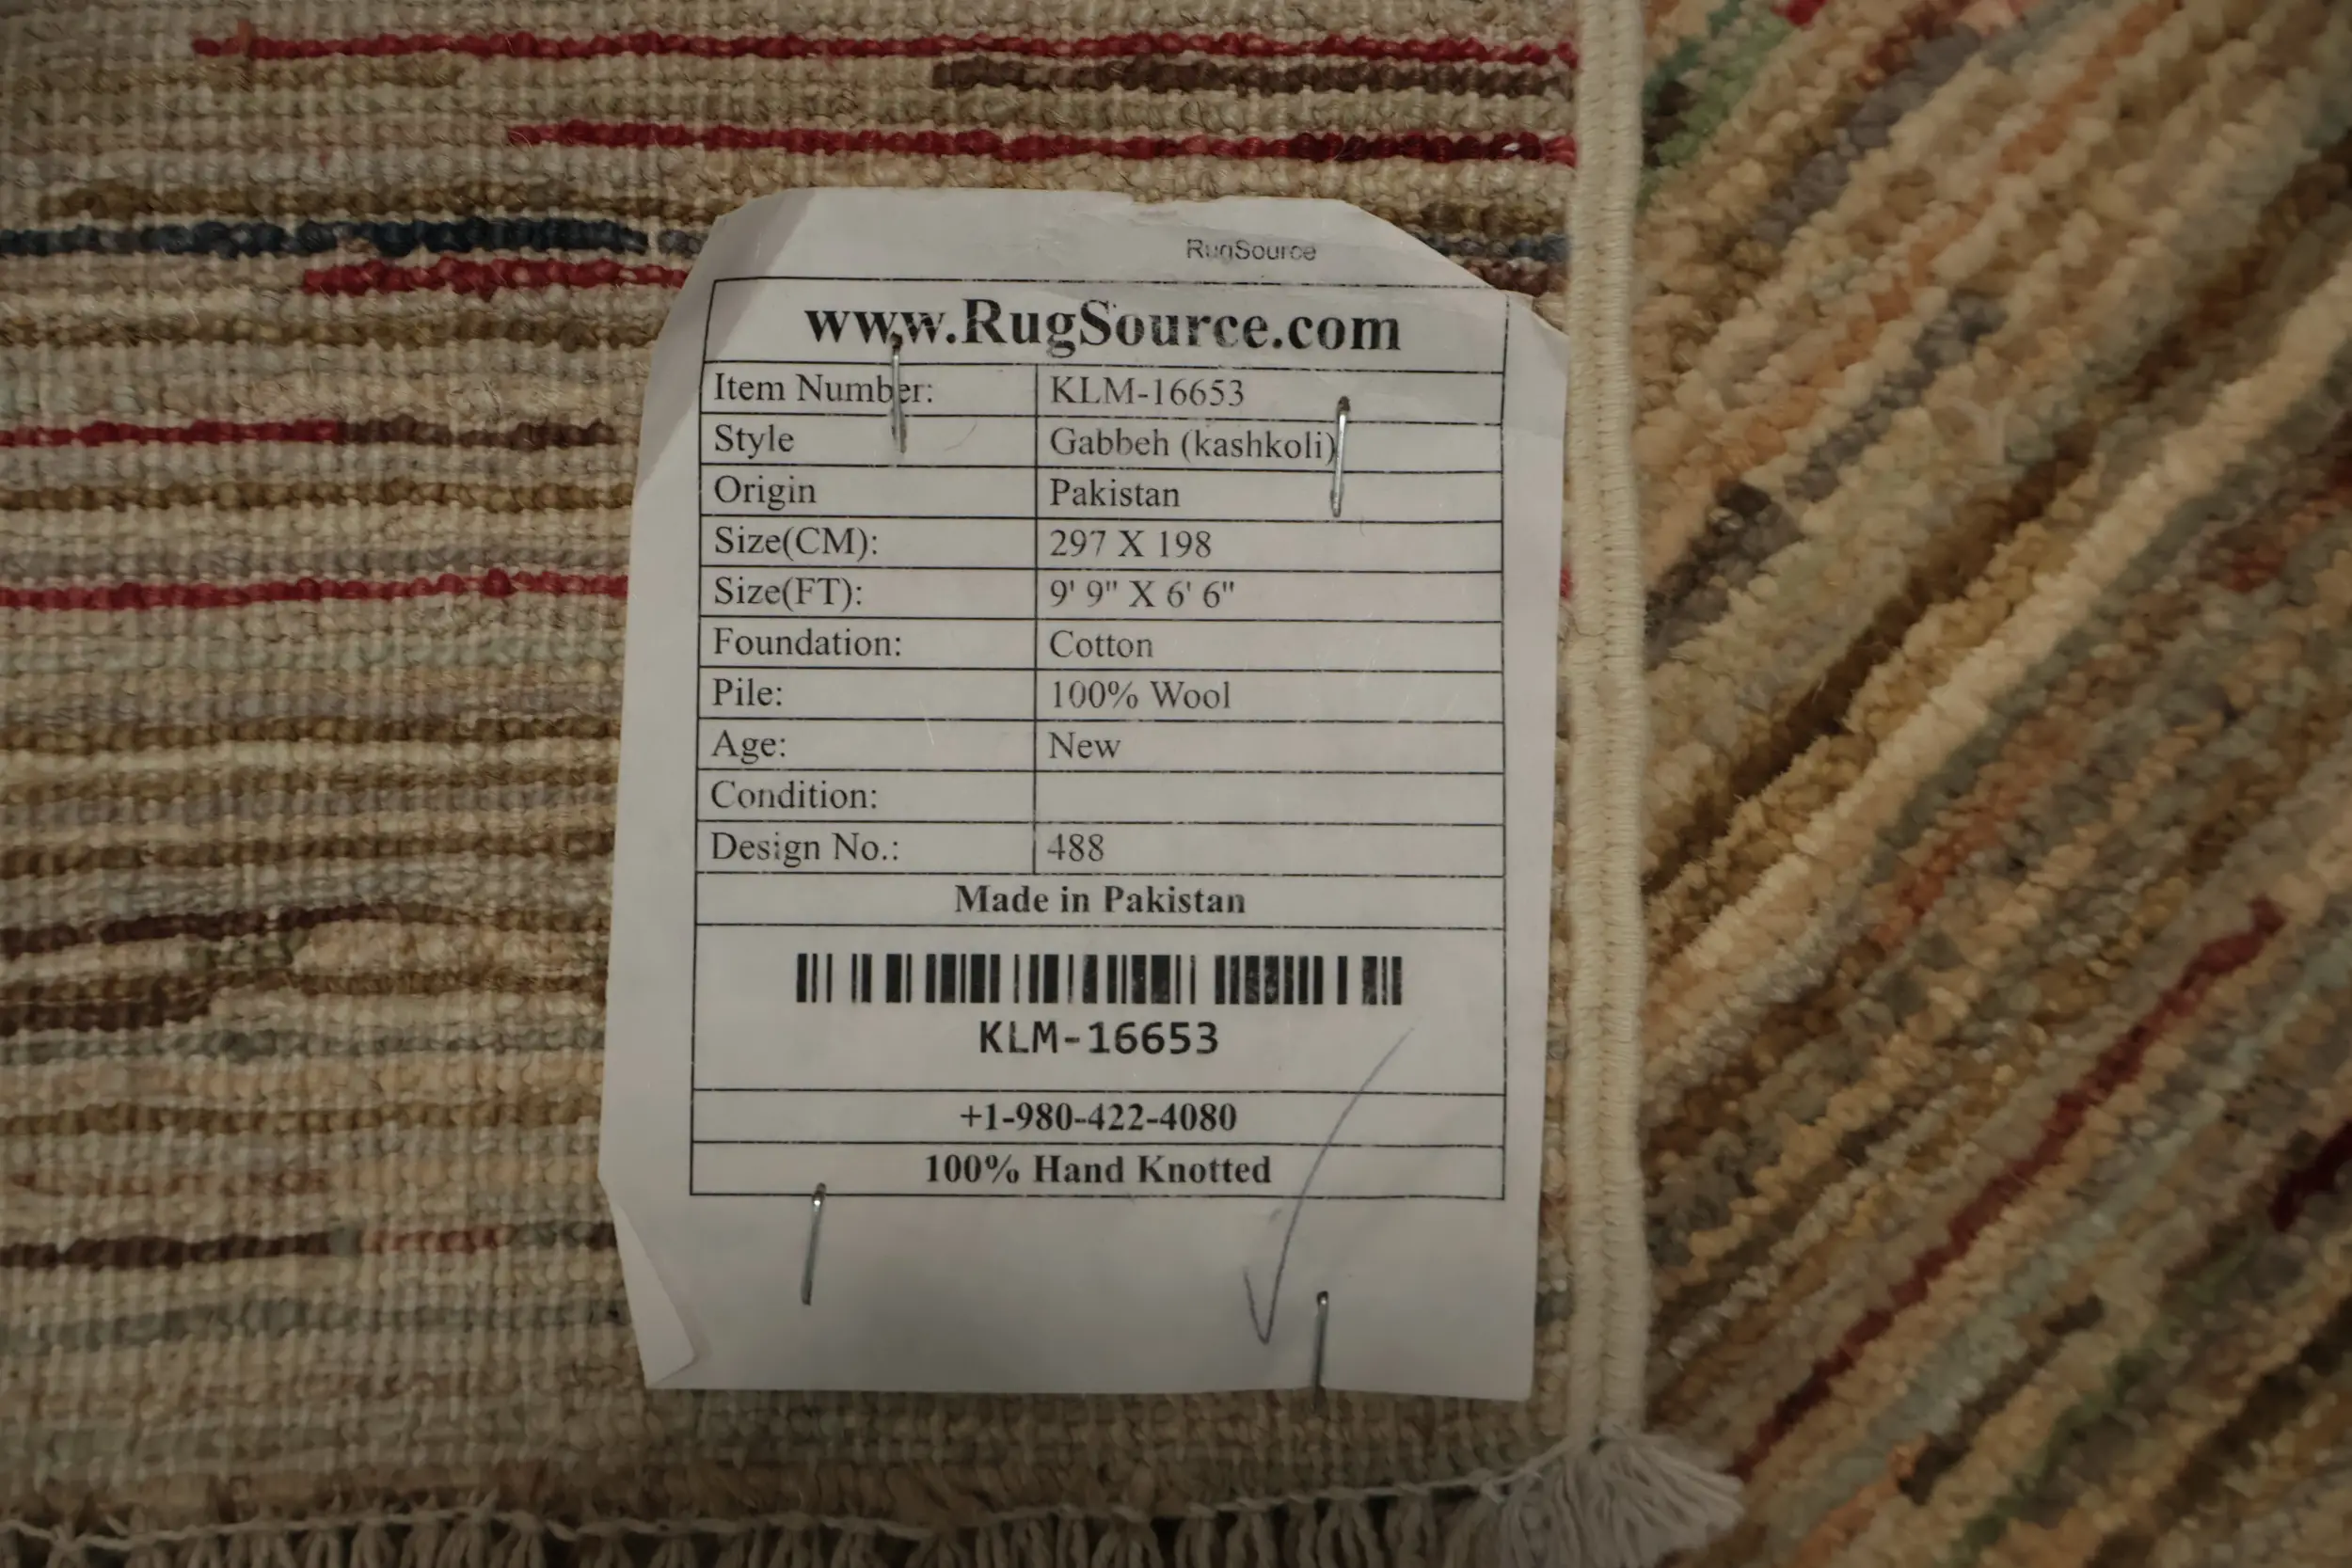 RugSource
www.RugSource.com
Item Number: KLM-16653
Style Gabbeh (kashkoli)
Origin Pakistan
Size(CM): 297 X 198
Size(FT): 9' 9" X 6' 6"
Foundation: Cotton
Pile: 100% Wool
Age: New
Condition:
Design No.: 488
Made in Pakistan
KLM-16653
+1-980-422-4080
100% Hand Knotted